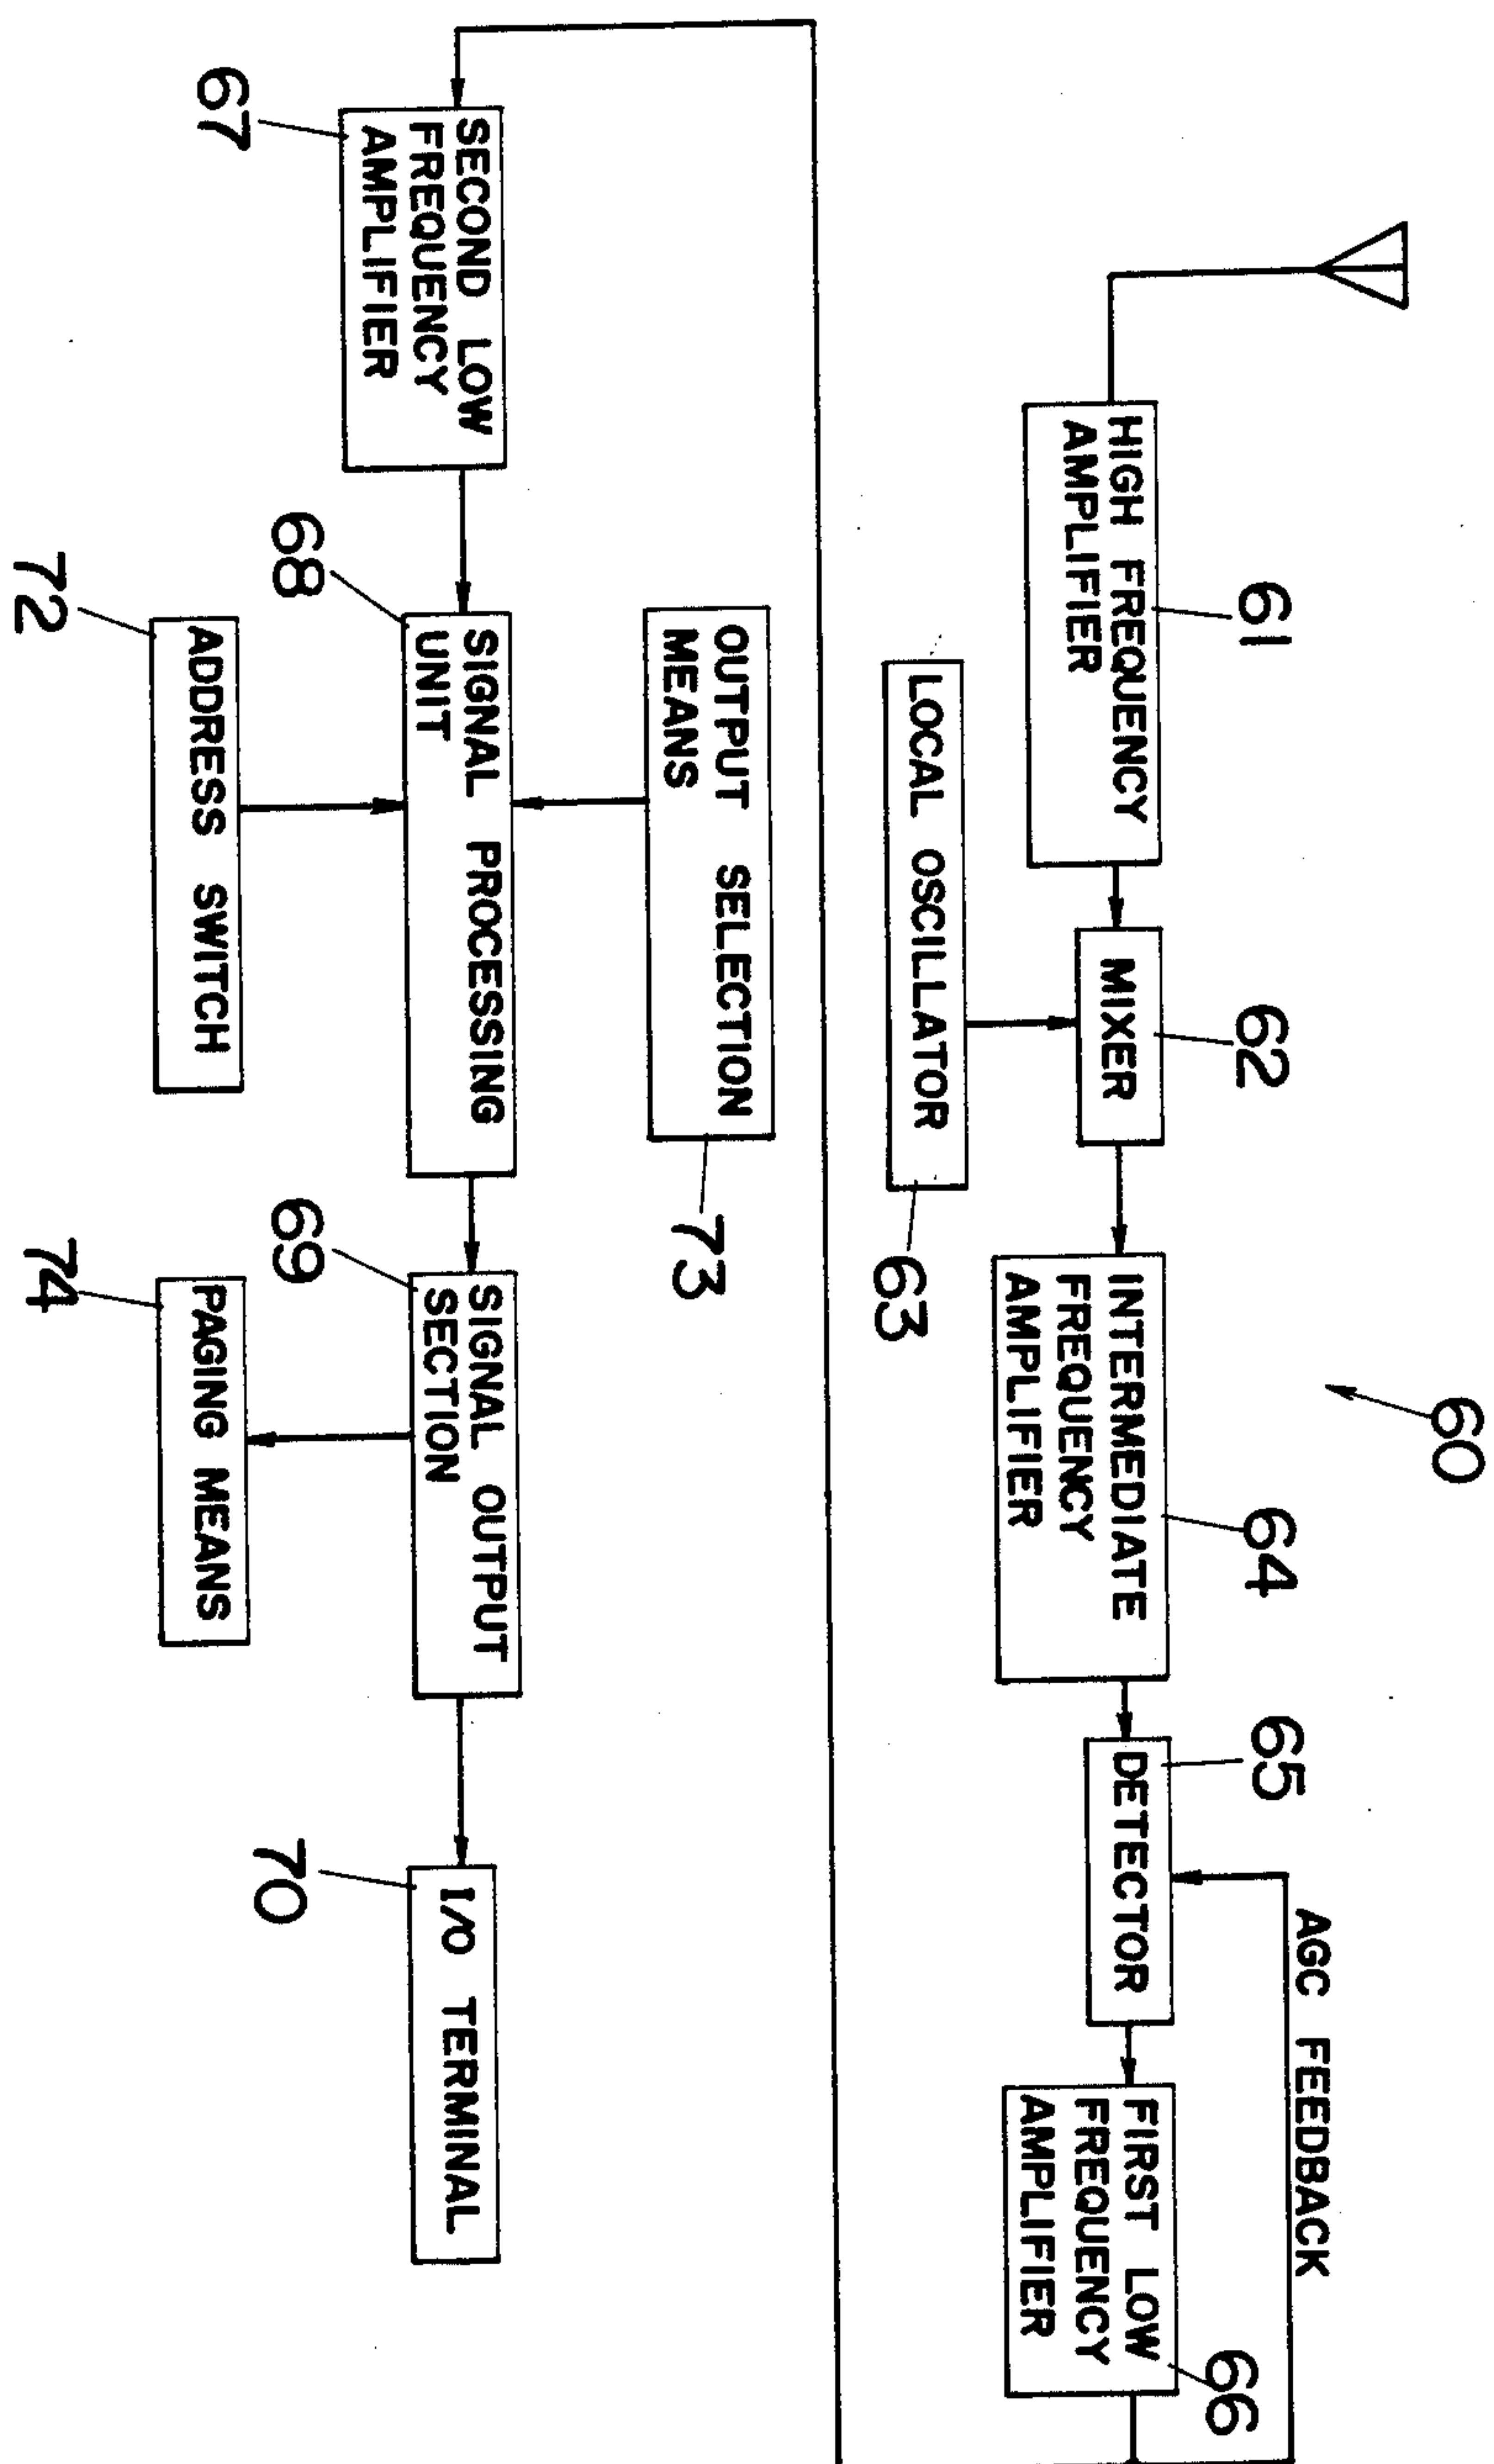 60
AGC FEEDBACK
61
62
64
65
66
HIGH FREQUENCY
AMPLIFIER
MIXER
INTERMEDIATE
FREQUENCY
AMPLIFIER
DETECTOR
FIRST LOW
FREQUENCY
AMPLIFIER
LOCAL OSCILLATOR
63
OUTPUT SELECTION
MEANS
73
67
SECOND LOW
FREQUENCY
AMPLIFIER
68
SIGNAL PROCESSING
UNIT
69
SIGNAL OUTPUT
SECTION
70
I/O TERMINAL
72
ADDRESS SWITCH
74
PAGING MEANS